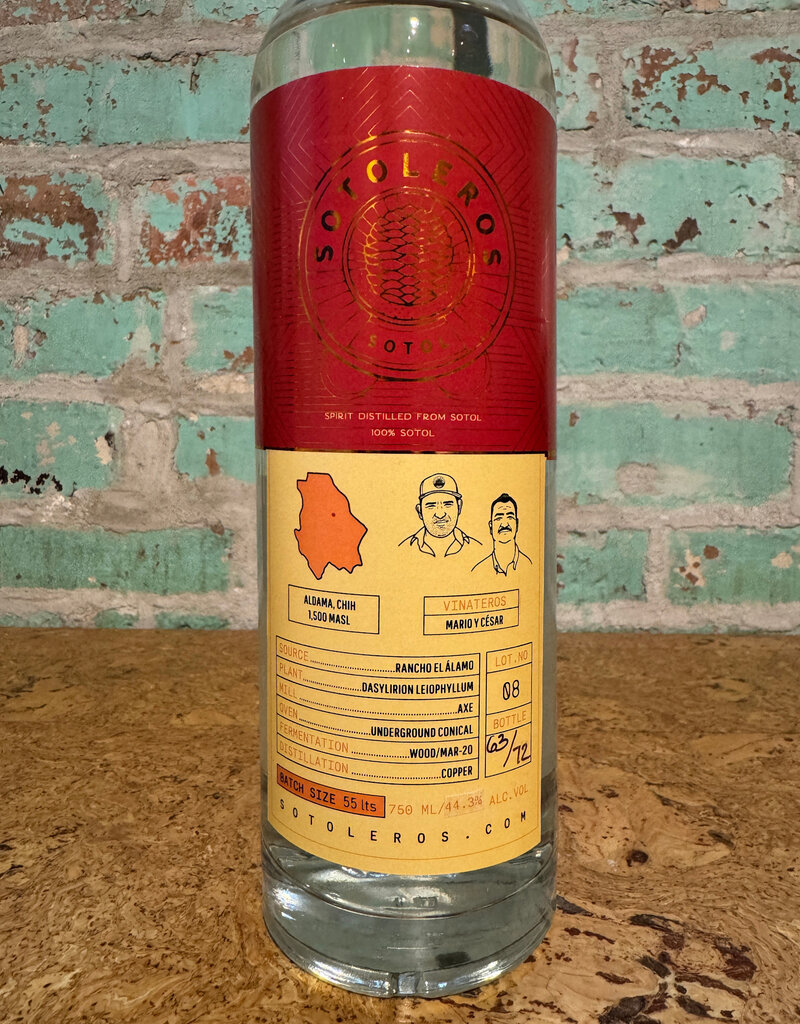 SOTOLEROS
SOTOL
SPIRIT DISTILLED FROM SOTOL
100% SOTOL
ALDAMA, CHIH
1,500 MASL
VINATEROS
MARIO Y CÉSAR
SOURCE..........RANCHO EL ÁLAMO
PLANT..........DASYLIRION LEIOPHYLLUM
MILL..........AXE
OVEN..........UNDERGROUND CONICAL
FERMENTATION..........WOOD/MAR-20
DISTILLATION..........COPPER
LOT.NO
08
BOTTLE
63/72
BATCH SIZE 55 lts
750 ML/44.3% ALC.VOL
SOTOLEROS.COM